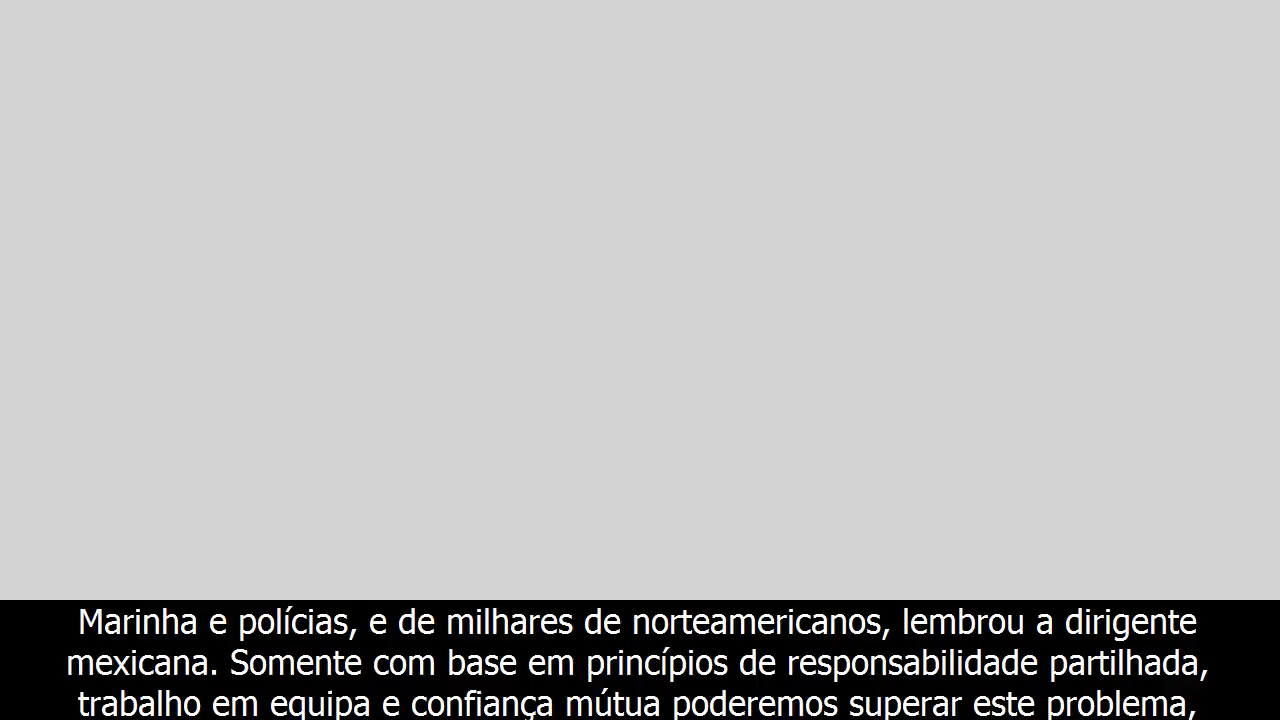 Marinha e polícias, e de milhares de norteamericanos, lembrou a dirigente
mexicana. Somente com base em princípios de responsabilidade partilhada,
trabalho em equipa e confiança mútua poderemos superar este problema,